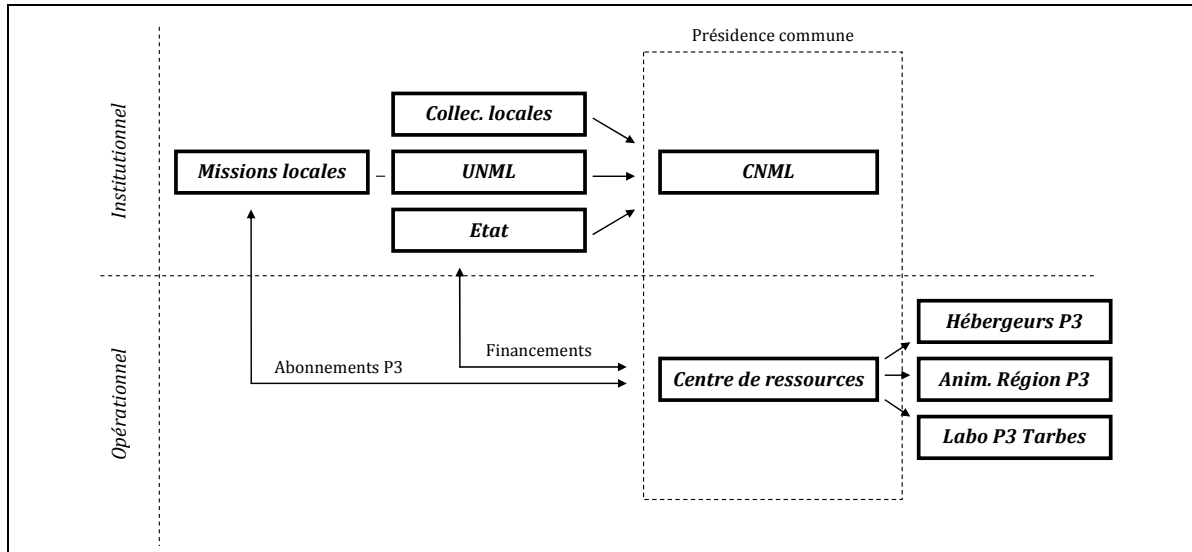 Présidence commune
Institutionnel
Collec. locales
Missions locales
UNML
CNML
Etat
Opérationnel
Hébergeurs P3
Financements
Abonnements P3
Centre de ressources
Anim. Région P3
Labo P3 Tarbes